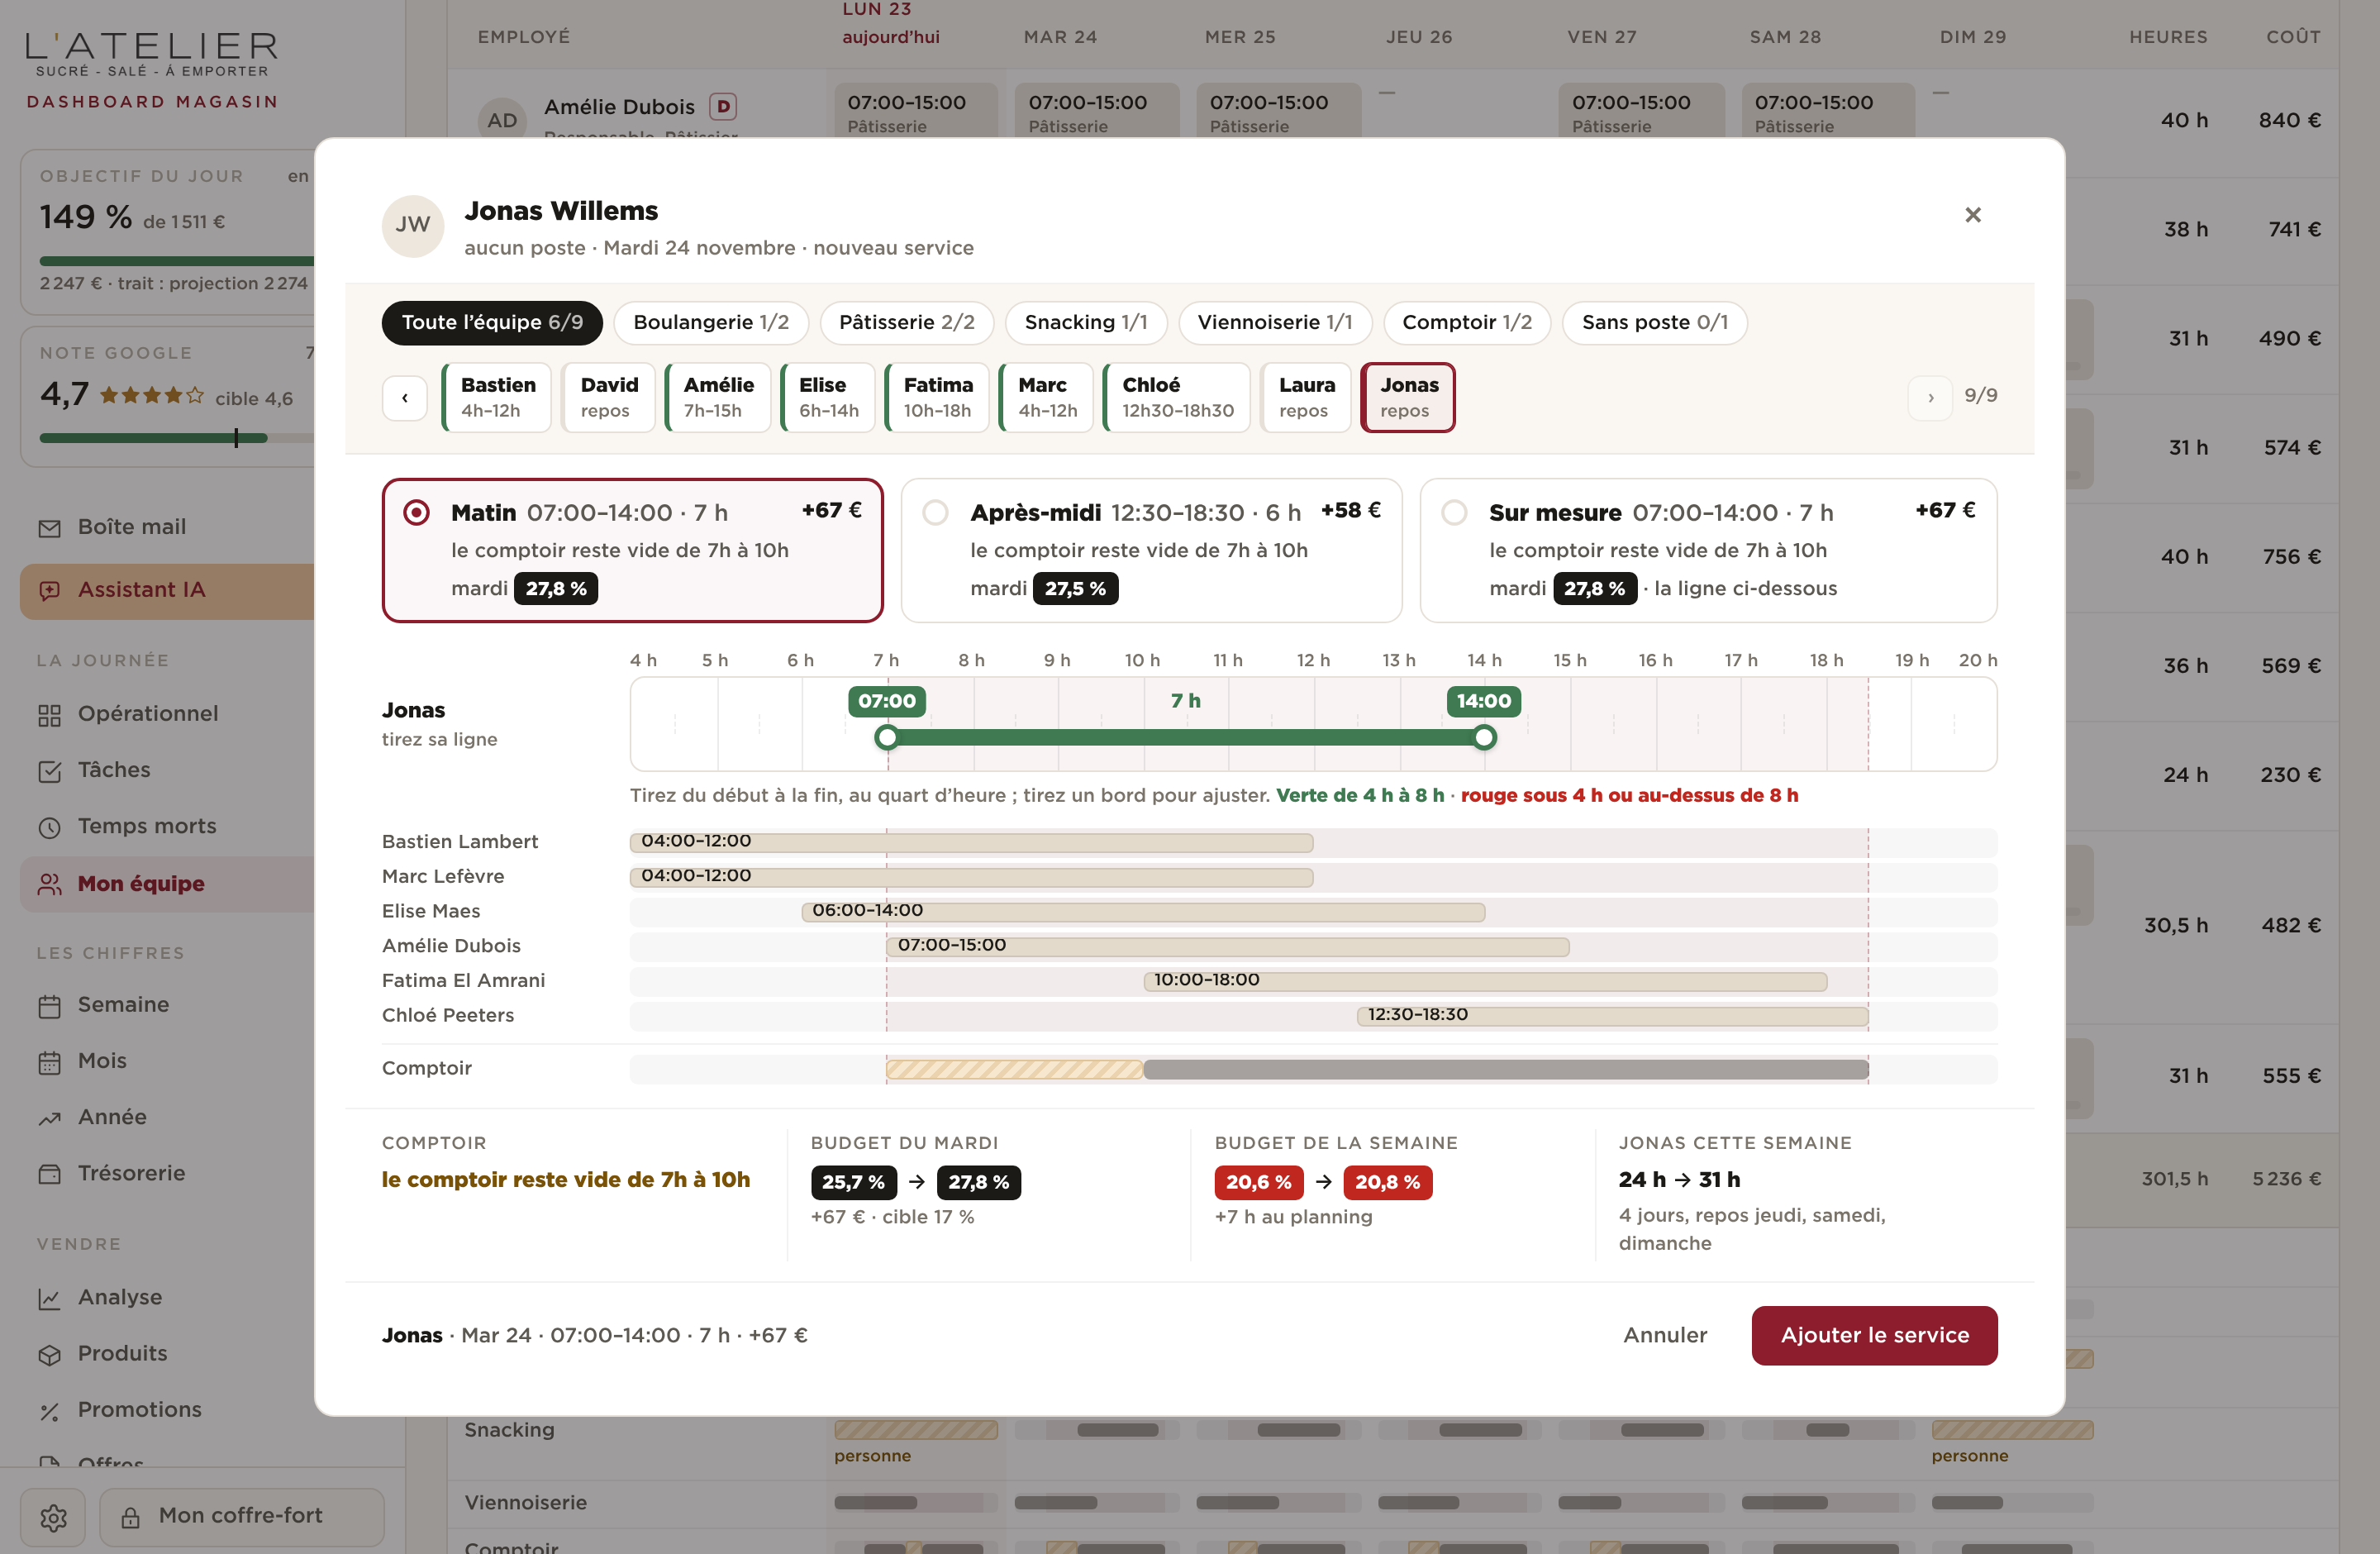 L'ATELIER
SUCRÉ - SALÉ - Á EMPORTER
DASHBOARD MAGASIN
OBJECTIF DU JOUR en
149 % de 1 511 €
2 247 € · trait : projection 2 274
NOTE GOOGLE 7
4,7 cible 4,6
Boîte mail
Assistant IA
LA JOURNÉE
Opérationnel
Tâches
Temps morts
Mon équipe
LES CHIFFRES
Semaine
Mois
Année
Trésorerie
VENDRE
Analyse
Produits
Promotions
Offres
Mon coffre-fort
EMPLOYÉ LUN 23 aujourd’hui MAR 24 MER 25 JEU 26 VEN 27 SAM 28 DIM 29 HEURES COÛT
AD Amélie Dubois D 07:00–15:00 07:00–15:00 07:00–15:00 — 07:00–15:00 07:00–15:00 — 40 h 840 €
Responsable, Pâtissier Pâtisserie Pâtisserie Pâtisserie Pâtisserie Pâtisserie
38 h 741 €
31 h 490 €
31 h 574 €
40 h 756 €
36 h 569 €
24 h 230 €
30,5 h 482 €
31 h 555 €
301,5 h 5 236 €
JW Jonas Willems ×
aucun poste · Mardi 24 novembre · nouveau service
Toute l’équipe 6/9 Boulangerie 1/2 Pâtisserie 2/2 Snacking 1/1 Viennoiserie 1/1 Comptoir 1/2 Sans poste 0/1
‹ Bastien David Amélie Elise Fatima Marc Chloé Laura Jonas › 9/9
4h–12h repos 7h–15h 6h–14h 10h–18h 4h–12h 12h30–18h30 repos repos
Matin 07:00–14:00 · 7 h +67 €
le comptoir reste vide de 7h à 10h
mardi 27,8 %
Après-midi 12:30–18:30 · 6 h +58 €
le comptoir reste vide de 7h à 10h
mardi 27,5 %
Sur mesure 07:00–14:00 · 7 h +67 €
le comptoir reste vide de 7h à 10h
mardi 27,8 % · la ligne ci-dessous
4 h 5 h 6 h 7 h 8 h 9 h 10 h 11 h 12 h 13 h 14 h 15 h 16 h 17 h 18 h 19 h 20 h
Jonas 07:00 7 h 14:00
tirez sa ligne
Tirez du début à la fin, au quart d’heure ; tirez un bord pour ajuster. Verte de 4 h à 8 h · rouge sous 4 h ou au-dessus de 8 h
Bastien Lambert 04:00–12:00
Marc Lefèvre 04:00–12:00
Elise Maes 06:00–14:00
Amélie Dubois 07:00–15:00
Fatima El Amrani 10:00–18:00
Chloé Peeters 12:30–18:30
Comptoir
COMPTOIR
le comptoir reste vide de 7h à 10h
BUDGET DU MARDI
25,7 % → 27,8 %
+67 € · cible 17 %
BUDGET DE LA SEMAINE
20,6 % → 20,8 %
+7 h au planning
JONAS CETTE SEMAINE
24 h → 31 h
4 jours, repos jeudi, samedi,
dimanche
Jonas · Mar 24 · 07:00–14:00 · 7 h · +67 € Annuler Ajouter le service
Snacking
personne personne
Viennoiserie
Comptoir